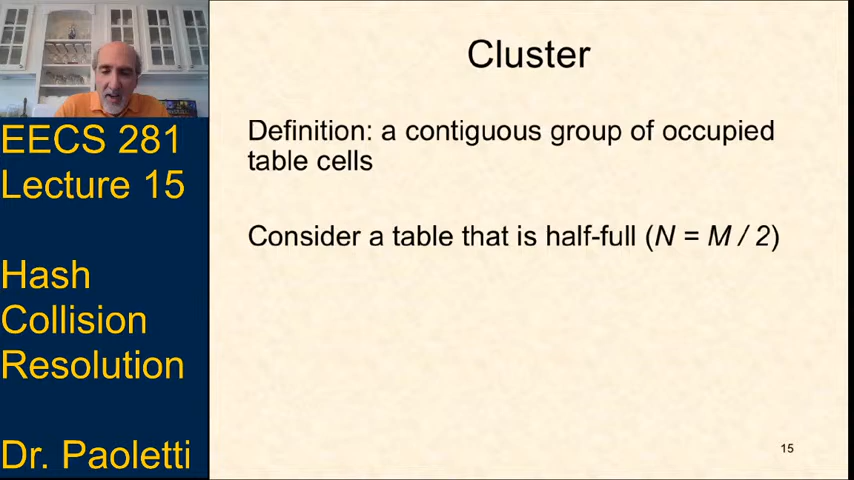 Cluster
EECS 281
Lecture 15
Hash
Collision
Resolution
Dr. Paoletti
Definition: a contiguous group of occupied
table cells
Consider a table that is half-full (N = M / 2)
15